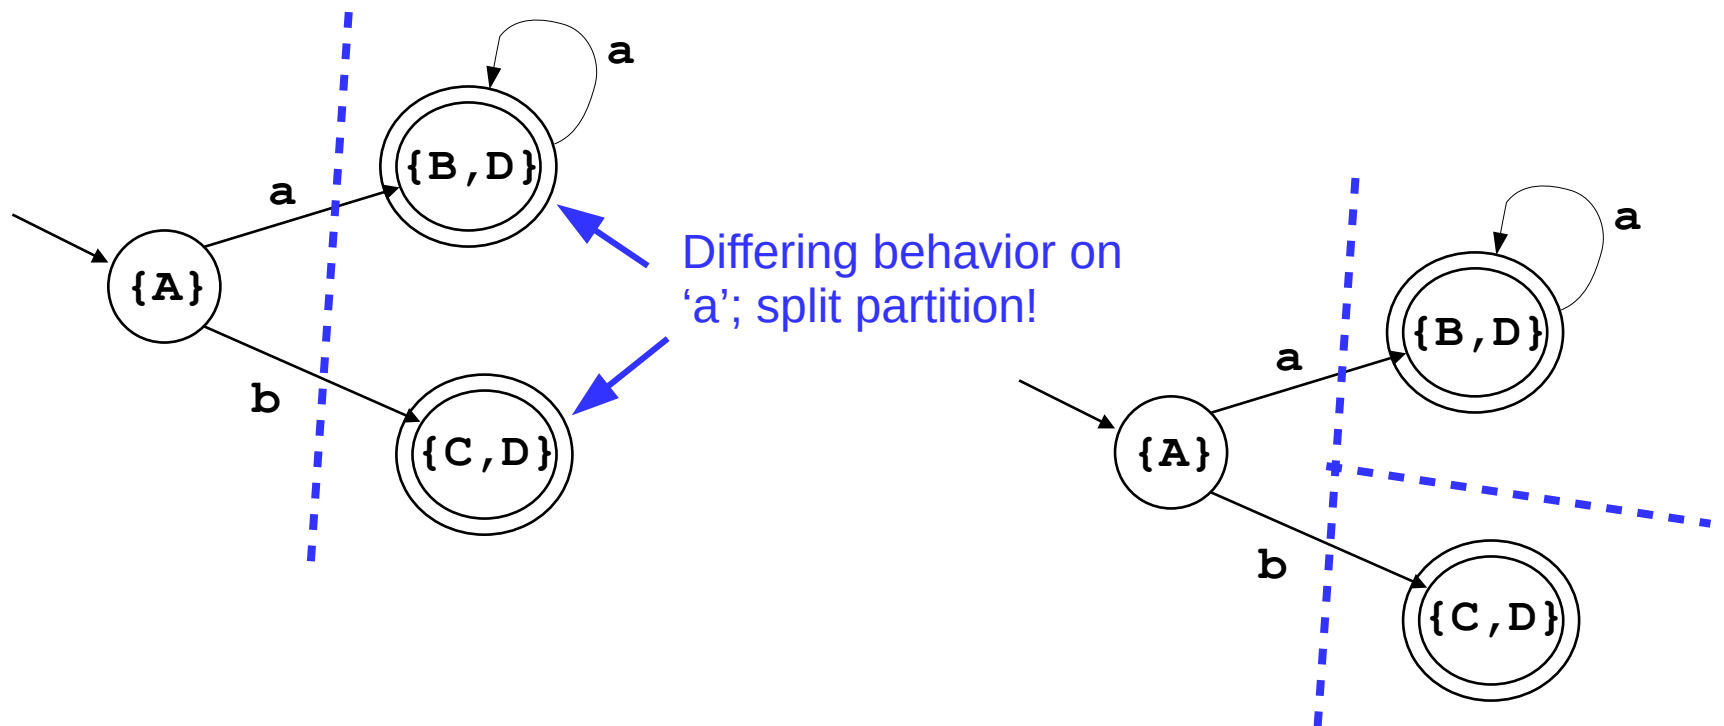 a
{B,D}
a
{A}
b
{C,D}
Differing behavior on
‘a’; split partition!
a
{B,D}
a
{A}
b
{C,D}